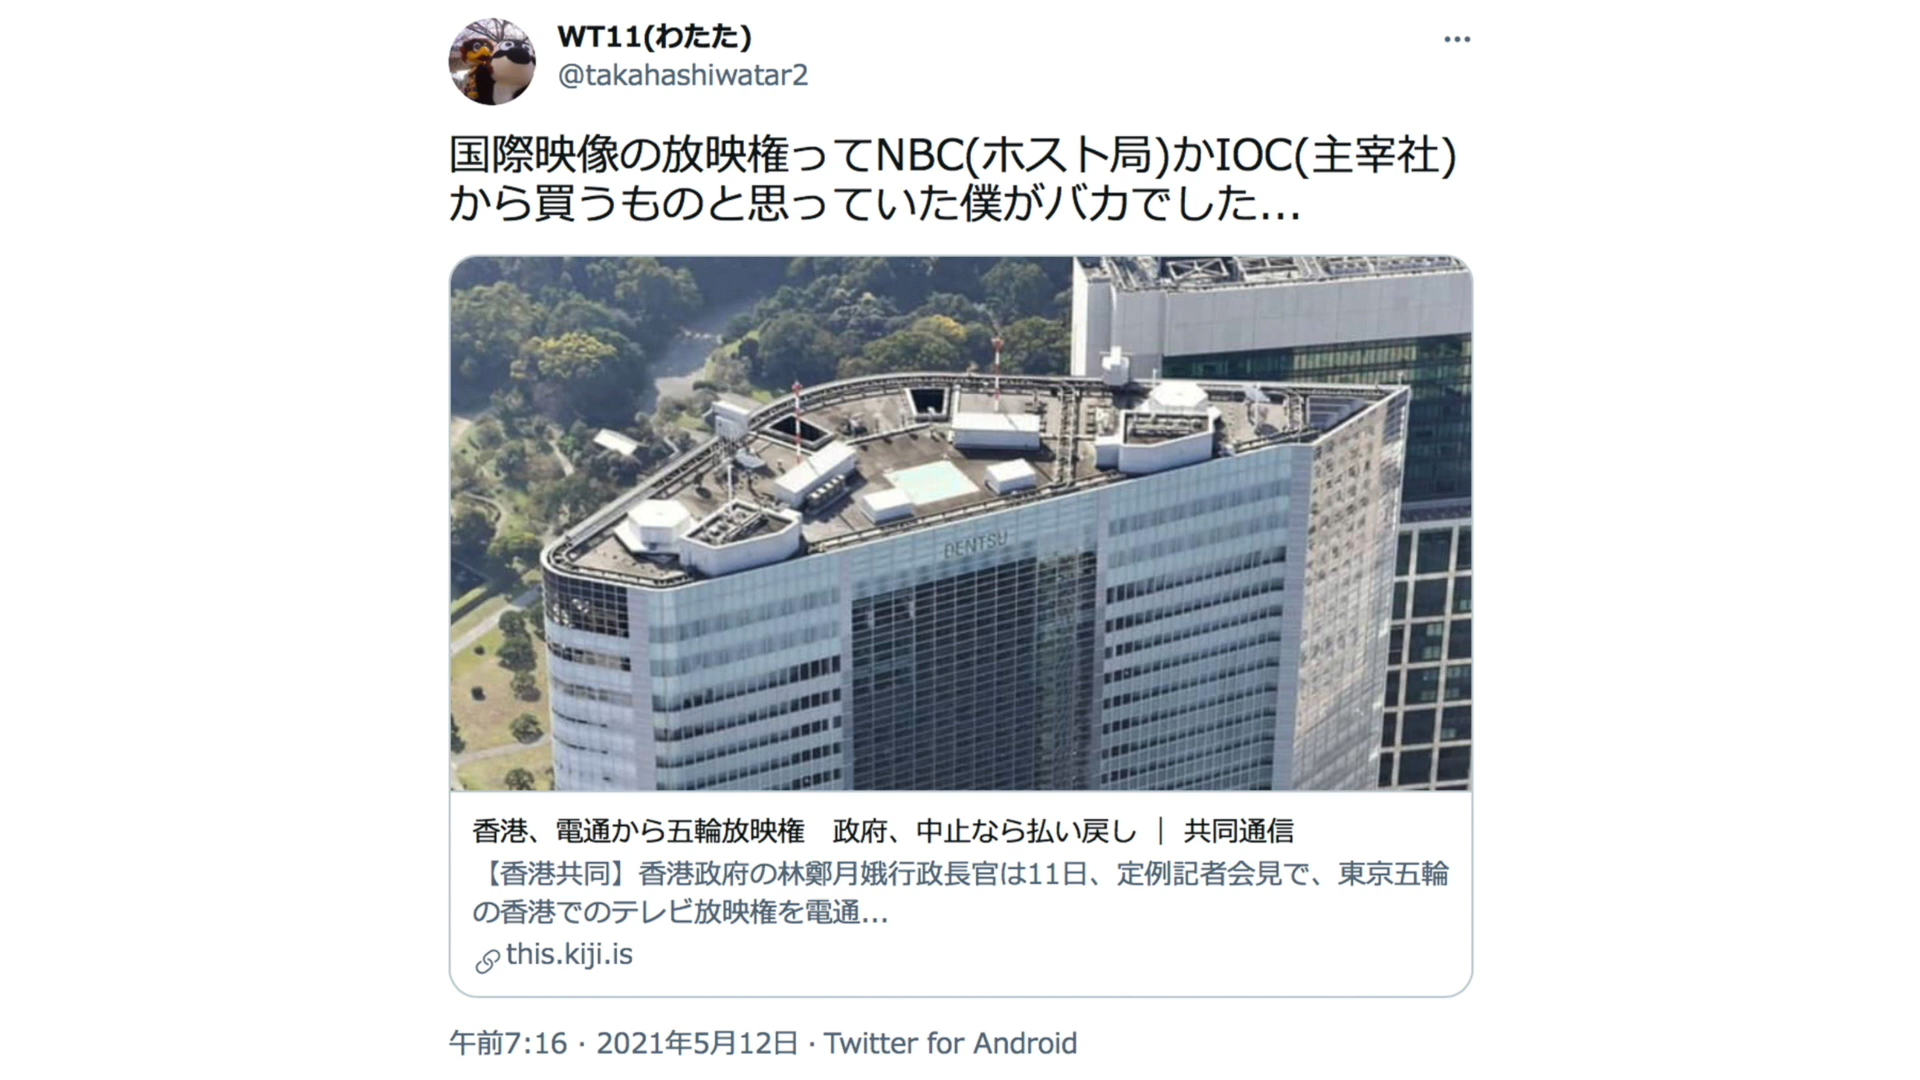 WT11(わたた)
@takahashiwatar2
国際映像の放映権ってNBC(ホスト局)かIOC(主宰社)
から買うものと思っていた僕がバカでした...
DENTSU
香港、電通から五輪放映権　政府、中止なら払い戻し | 共同通信
【香港共同】香港政府の林鄭月娥行政長官は11日、定例記者会見で、東京五輪
の香港でのテレビ放映権を電通...
this.kiji.is
午前7:16 · 2021年5月12日 · Twitter for Android